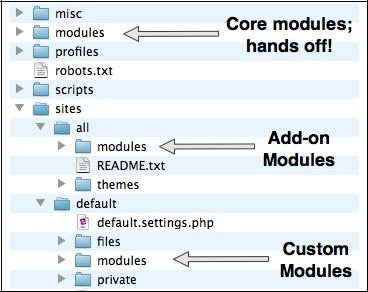 misc
modules
Core modules;
hands off!
profiles
robots.txt
scripts
sites
all
modules
Add-on
Modules
README.txt
themes
default
default.settings.php
files
modules
Custom
Modules
private